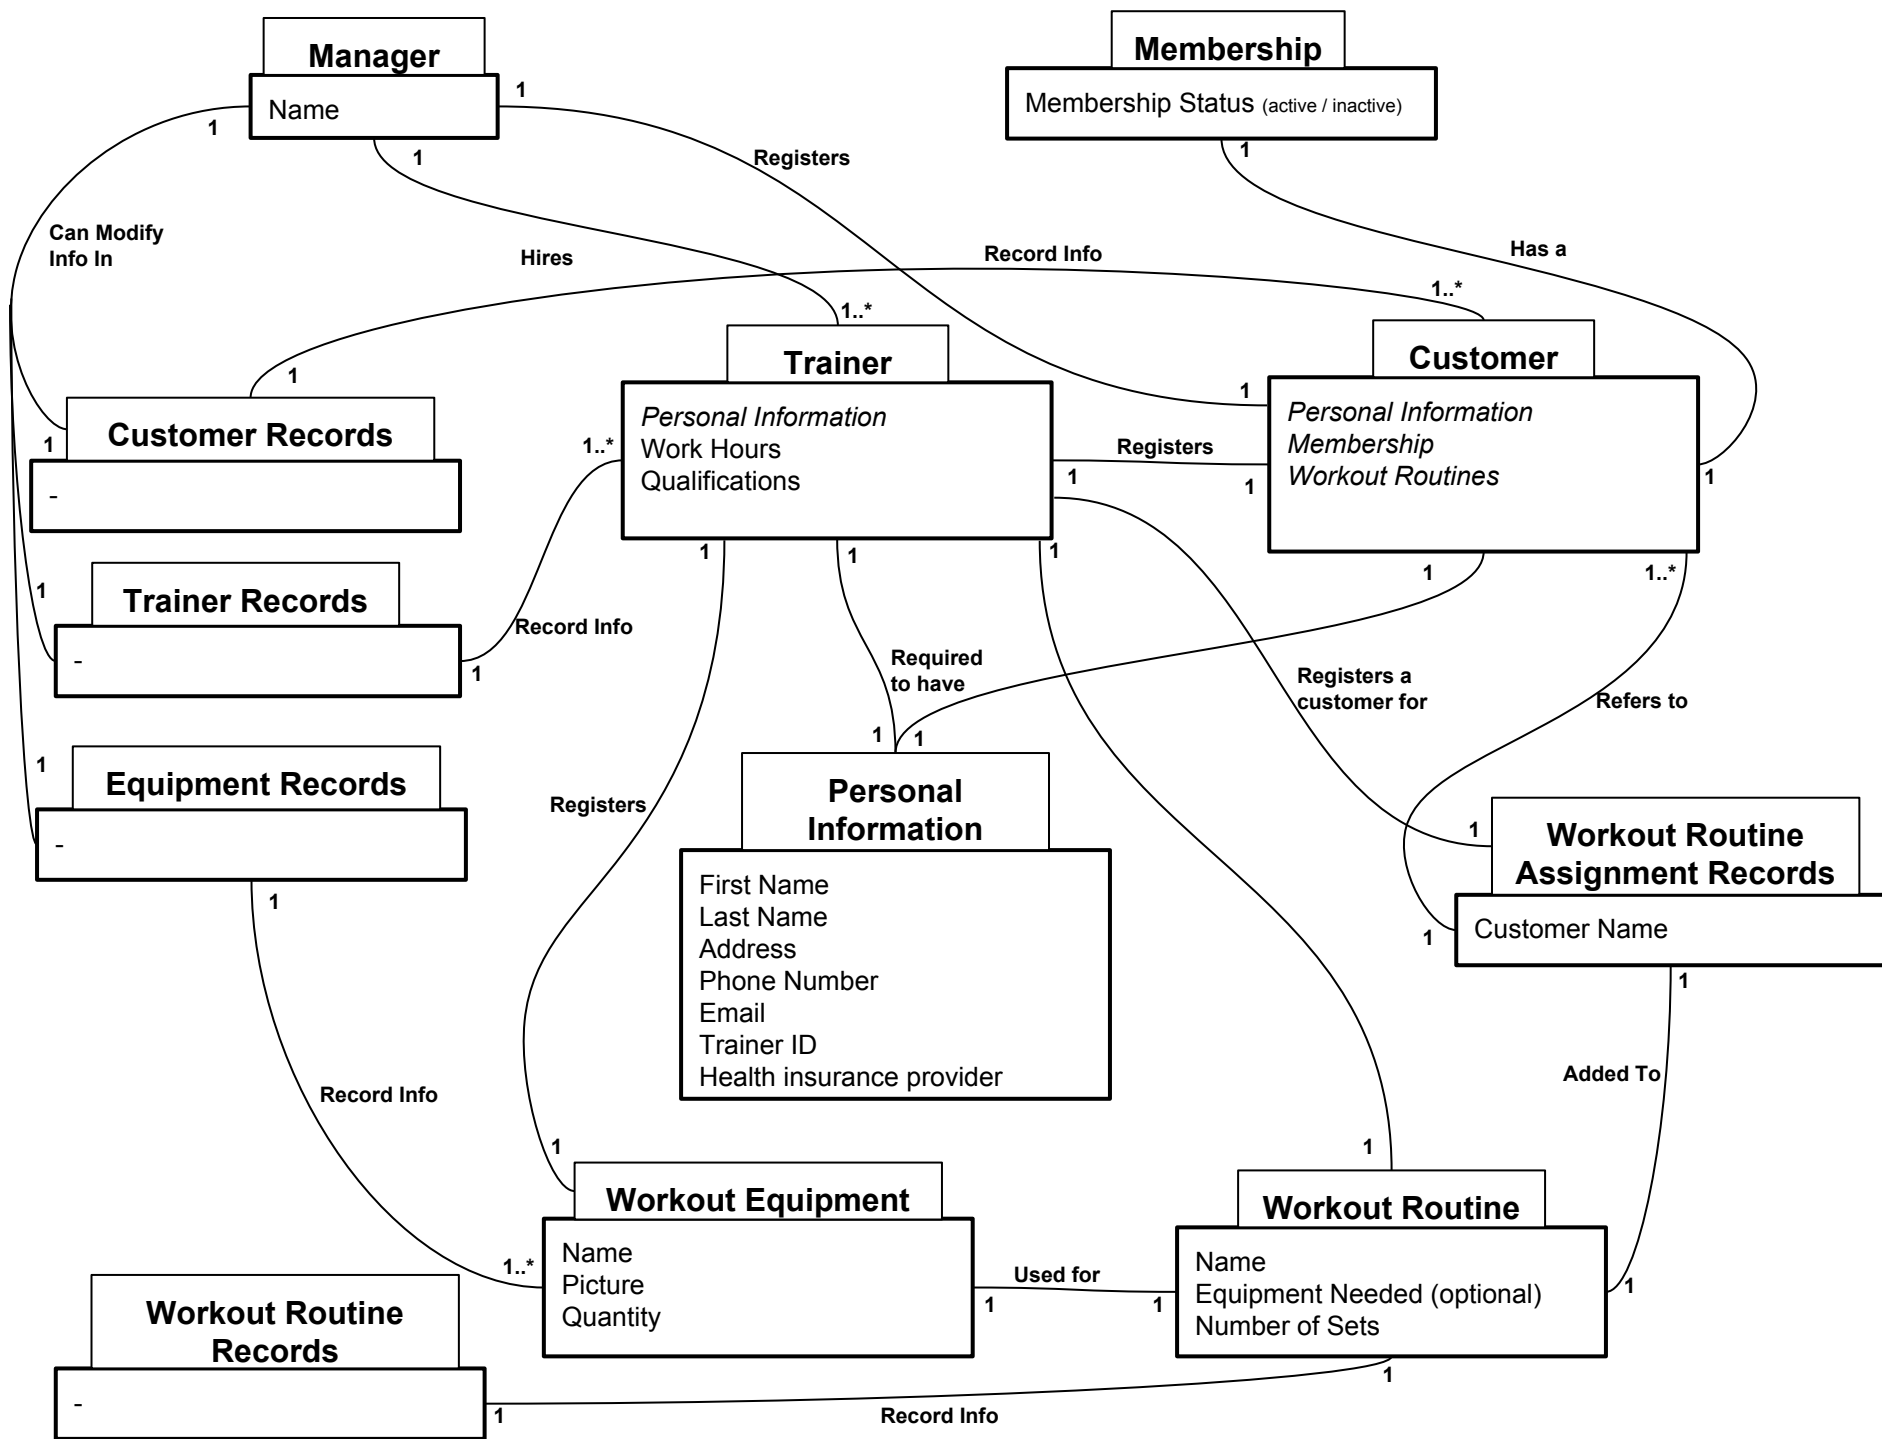 Manager
Name
1
1
1
Membership
Membership Status (active / inactive)
1
Registers
Can Modify
Info In
Hires
Record Info
Has a
1..*
1..*
1
Trainer
Personal Information
Work Hours
Qualifications
Customer
Personal Information
Membership
Workout Routines
1
Customer Records
-
1
1..*
Registers
1
1
1
1
1
1
1
1..*
Trainer Records
-
1
1
Record Info
Required
to have
Registers a
customer for
Refers to
1
1
1
Equipment Records
-
1
Registers
Personal
Information
First Name
Last Name
Address
Phone Number
Email
Trainer ID
Health insurance provider
1
Workout Routine
Assignment Records
Customer Name
1
1
Record Info
Added To
1
1
Workout Equipment
Name
Picture
Quantity
1..*
Used for
1
1
Workout Routine
Name
Equipment Needed (optional)
Number of Sets
1
1
Workout Routine
Records
-
1
Record Info